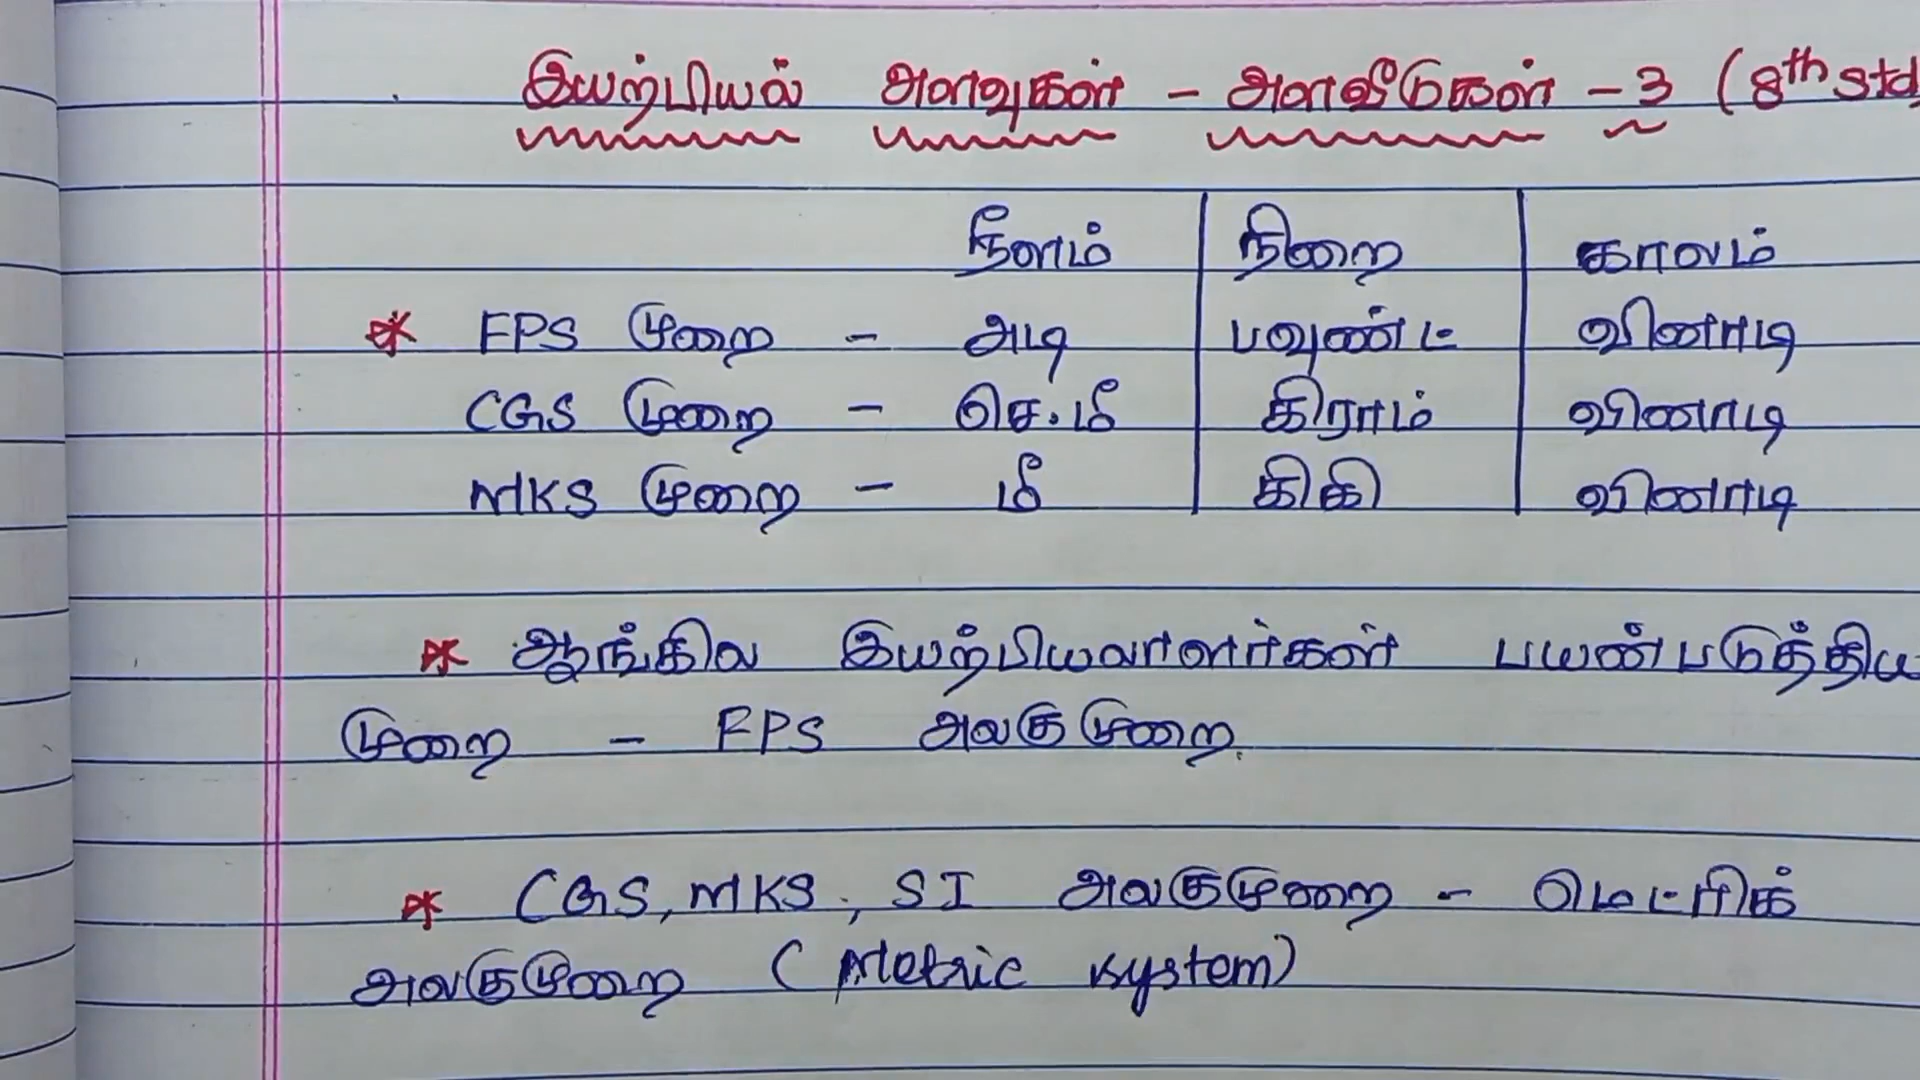 இயற்பியல் அளவுகள் - அளவீடுகள் - 3 (8th std
நீளம் நிறை காலம்
* FPS முறை - அடி பவுண்ட் வினாடி
CGS முறை - செ.மீ கிராம் வினாடி
MKS முறை - மீ கிகி வினாடி
* ஆங்கில இயற்பியலாளர்கள் பயன்படுத்திய
முறை - FPS அலகுமுறை.
* CGS, MKS, SI அலகுமுறை - மெட்ரிக்
அலகுமுறை (Metric system)